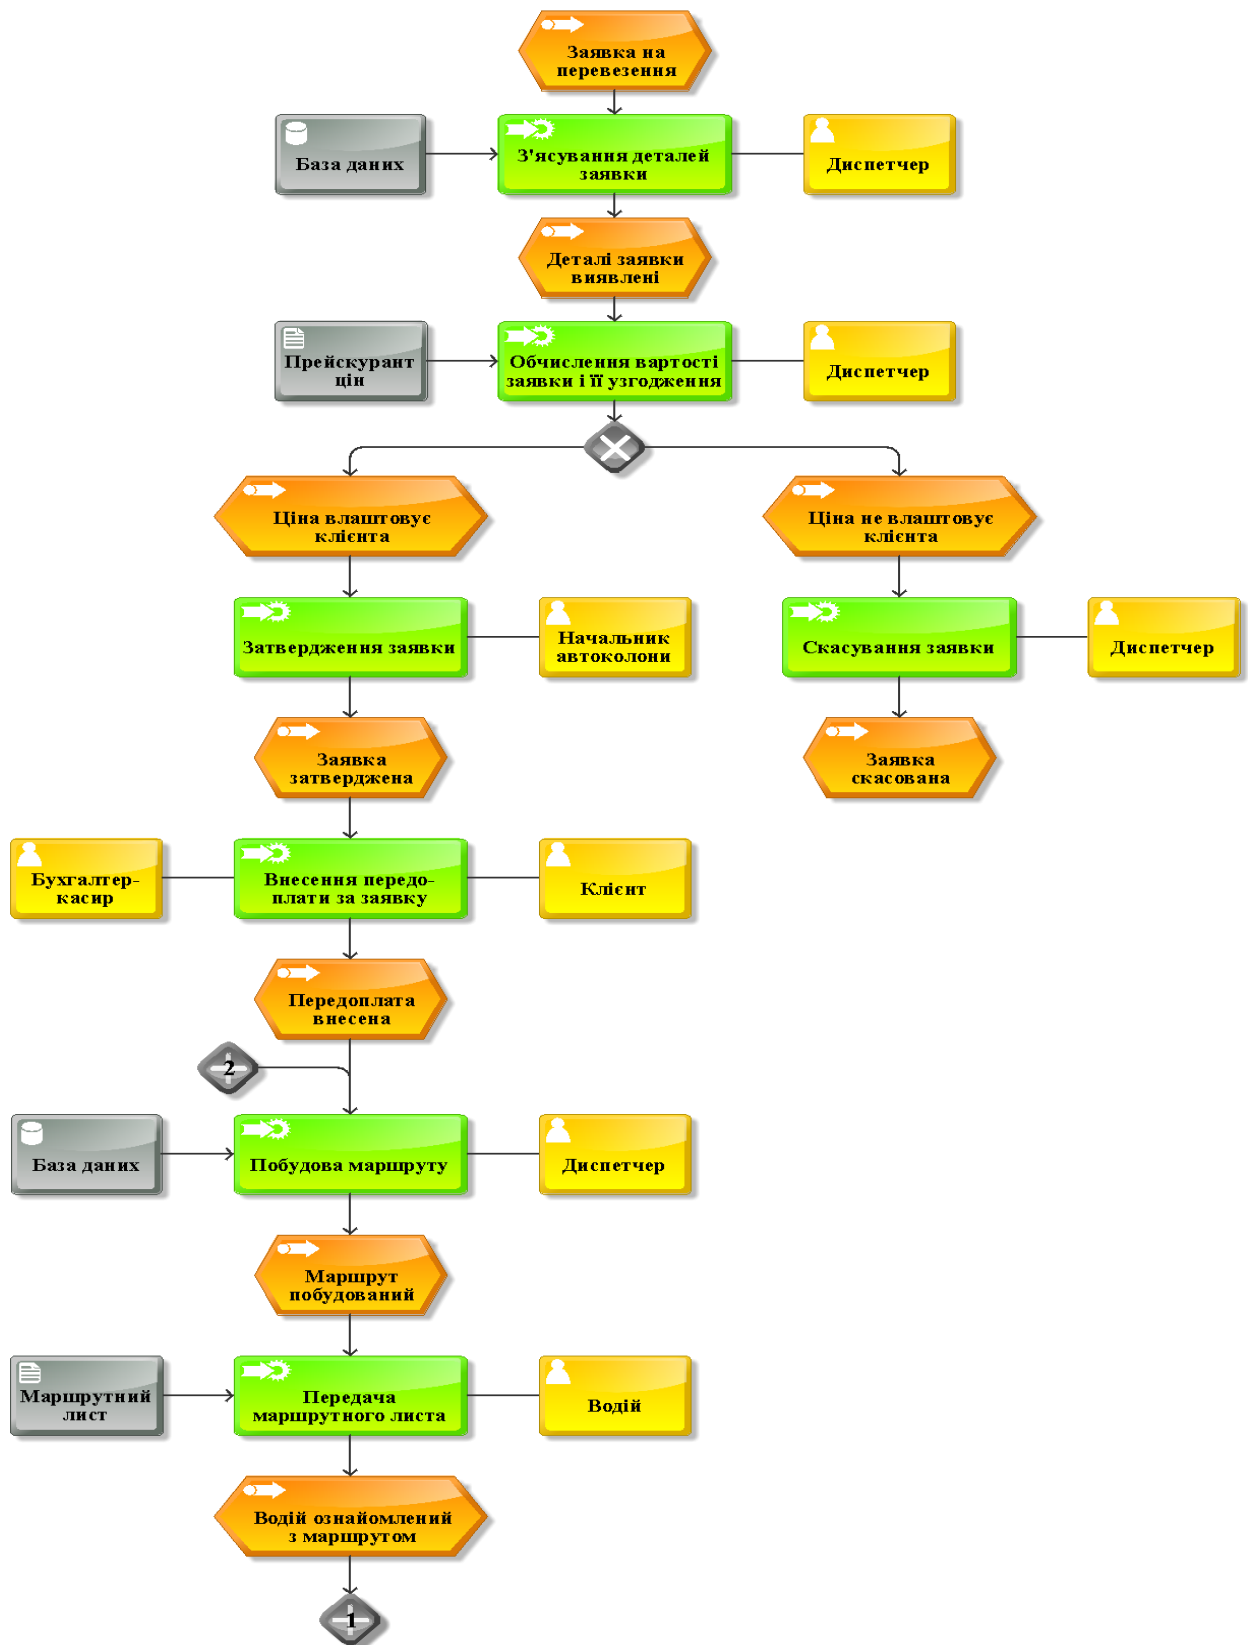 Заявка на
перевезення
База даних
З'ясування деталей
заявки
Диспетчер
Деталі заявки
виявлені
Прейскурант
цін
Обчислення вартості
заявки і її узгодження
Диспетчер
Ціна влаштовує
клієнта
Ціна не влаштовує
клієнта
Затвердження заявки
Начальник
автоколони
Скасування заявки
Диспетчер
Заявка
затверджена
Заявка
скасована
Бухгалтер-
касир
Внесення передо-
плати за заявку
Клієнт
Передоплата
внесена
2
База даних
Побудова маршруту
Диспетчер
Маршрут
побудований
Маршрутний
лист
Передача
маршрутного листа
Водій
Водій ознайомлений
з маршрутом
1